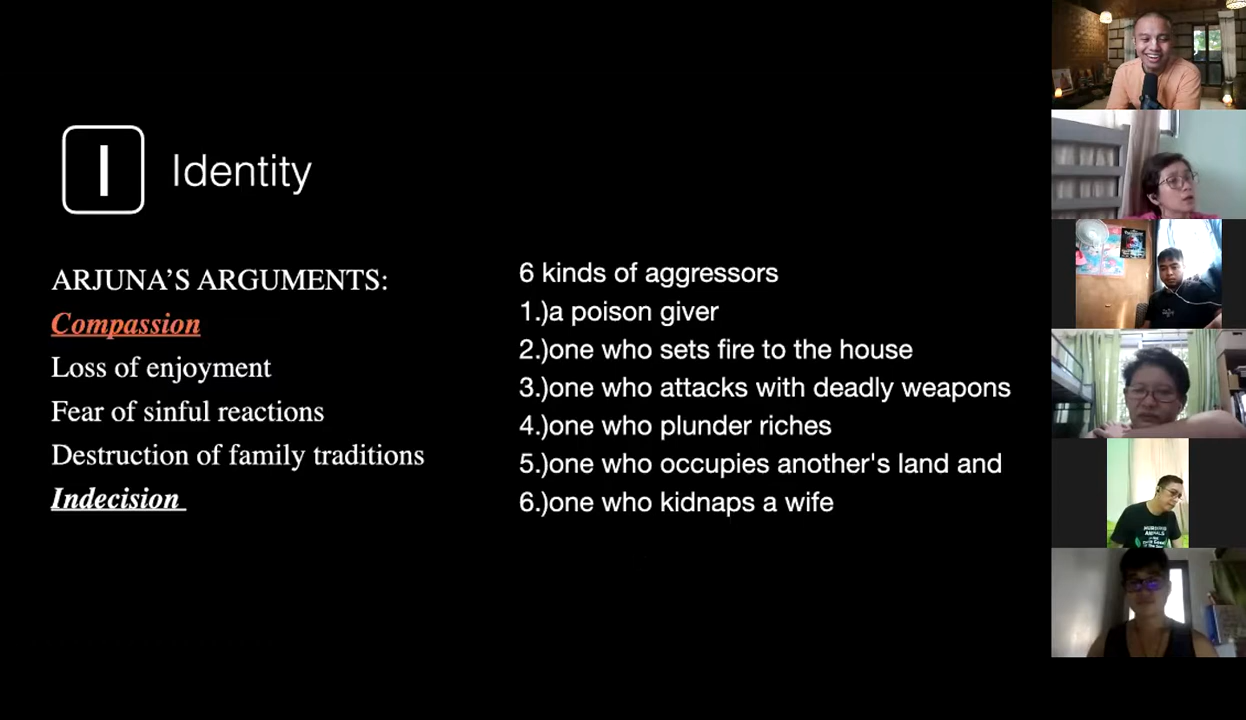 I Identity
ARJUNA'S ARGUMENTS:
Compassion
Loss of enjoyment
Fear of sinful reactions
Destruction of family traditions
Indecision
6 kinds of aggressors
1.)a poison giver
2.)one who sets fire to the house
3.)one who attacks with deadly weapons
4.)one who plunder riches
5.)one who occupies another's land and
6.)one who kidnaps a wife